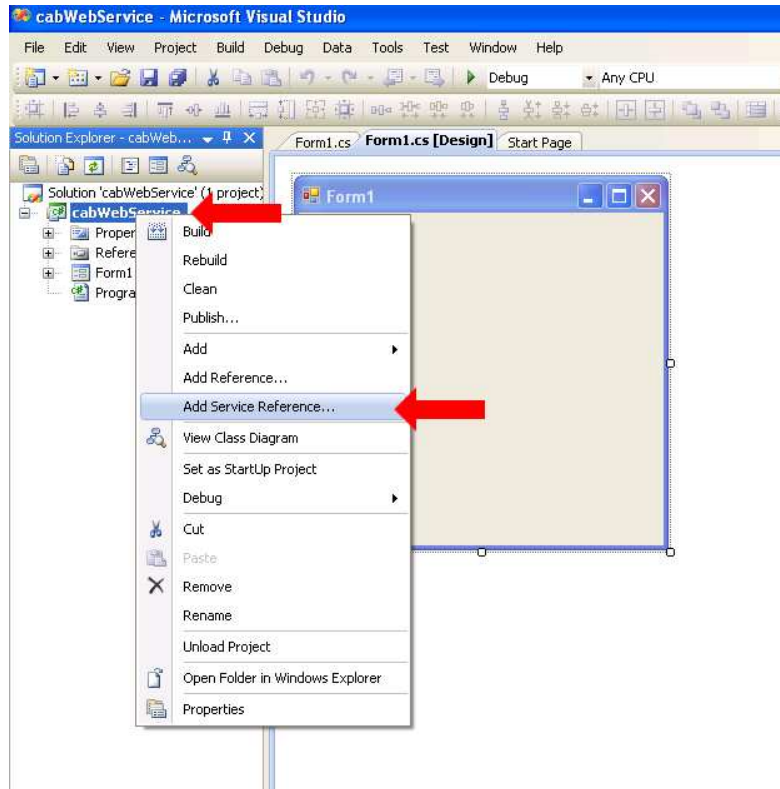 cabWebService - Microsoft Visual Studio
File Edit View Project Build Debug Data Tools Test Window Help
Debug Any CPU
Solution Explorer - cabWeb...
Form1.cs Form1.cs [Design] Start Page
Solution 'cabWebService' (1 project)
cabWebService
Form1
Proper
Refere
Form1
Progra
Build
Rebuild
Clean
Publish...
Add
Add Reference...
Add Service Reference...
View Class Diagram
Set as StartUp Project
Debug
Cut
Paste
Remove
Rename
Unload Project
Open Folder in Windows Explorer
Properties